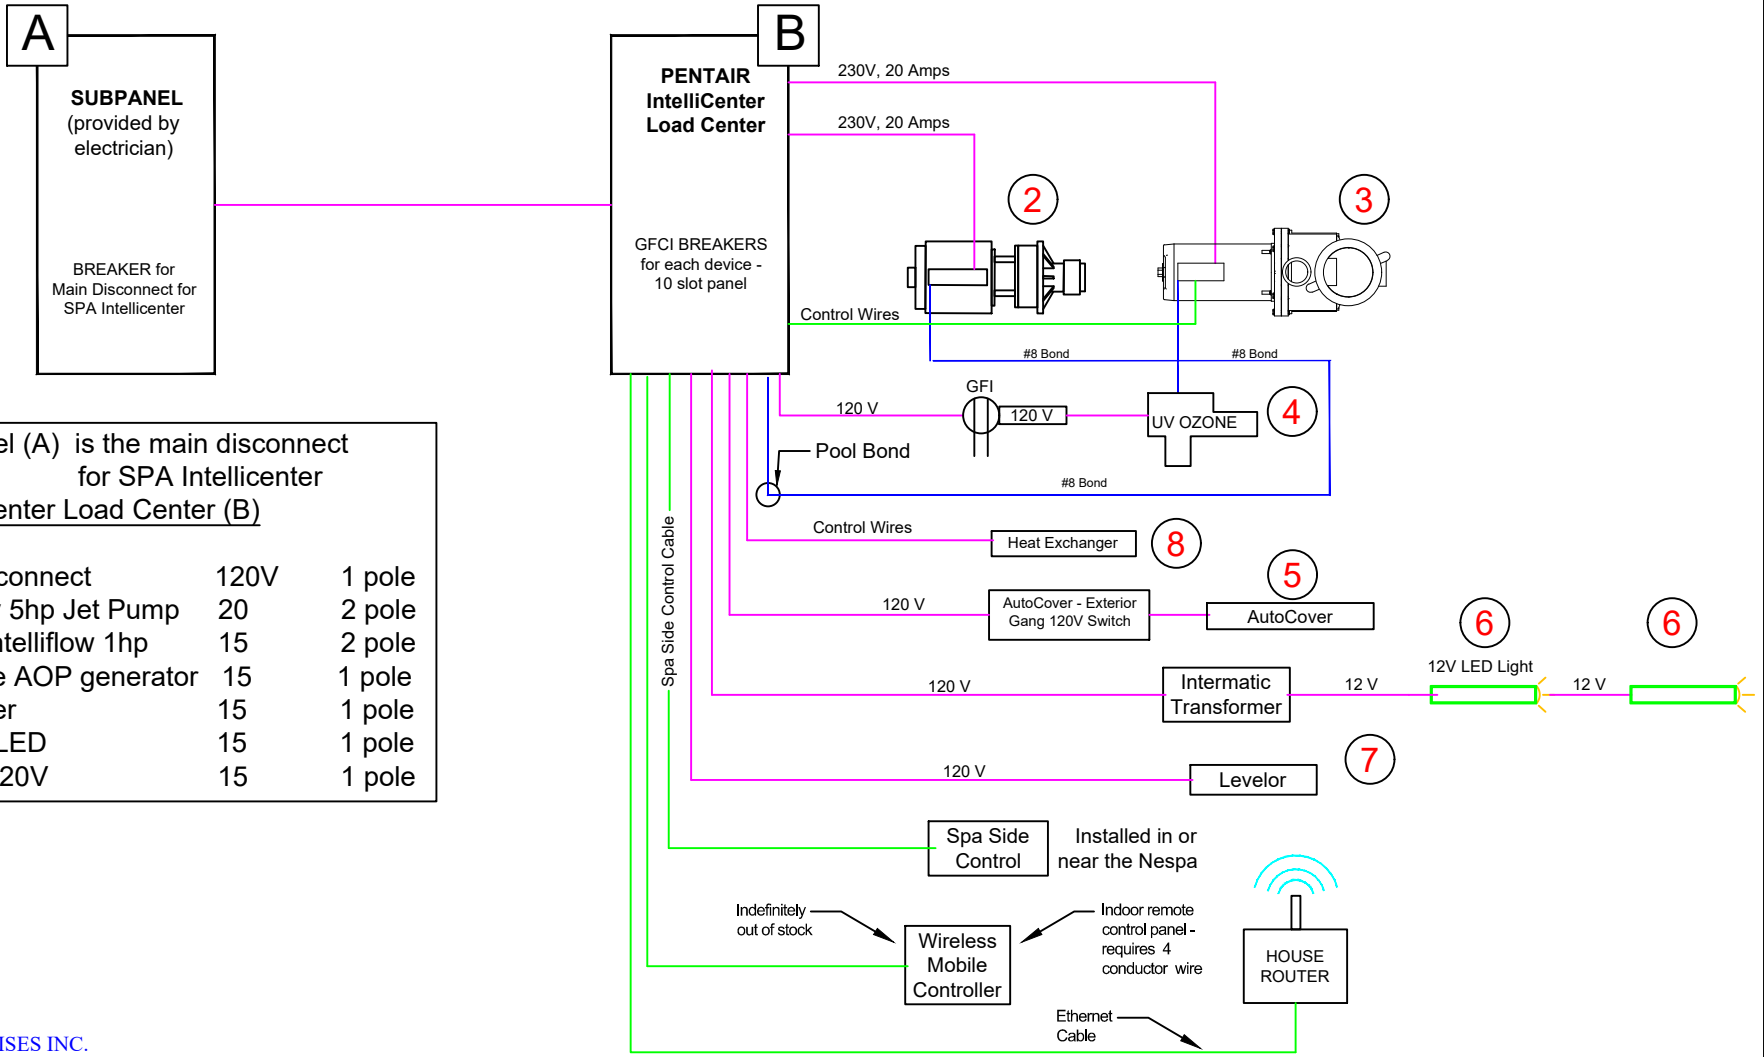 A
SUBPANEL
(provided by
electrician)
BREAKER for
Main Disconnect for
SPA Intellicenter
B
PENTAIR
IntelliCenter
Load Center
GFCI BREAKERS
for each device -
10 slot panel
230V, 20 Amps
230V, 20 Amps
2
3
Control Wires
#8 Bond
#8 Bond
GFI
120 V
120 V
UV OZONE
4
Pool Bond
#8 Bond
Control Wires
Heat Exchanger
8
Spa Side Control Cable
5
120 V
AutoCover - Exterior
Gang 120V Switch
AutoCover
6
6
12V LED Light
120 V
Intermatic
Transformer
12 V
12 V
7
120 V
Levelor
Spa Side
Control
Installed in or
near the Nespa
Indefinitely
out of stock
Wireless
Mobile
Controller
Indoor remote
control panel -
requires 4
conductor wire
HOUSE
ROUTER
Ethernet
Cable
el (A) is the main disconnect
for SPA Intellicenter
enter Load Center (B)
connect 120V 1 pole
5hp Jet Pump 20 2 pole
ntelliflow 1hp 15 2 pole
e AOP generator 15 1 pole
er 15 1 pole
LED 15 1 pole
20V 15 1 pole
ISES INC.